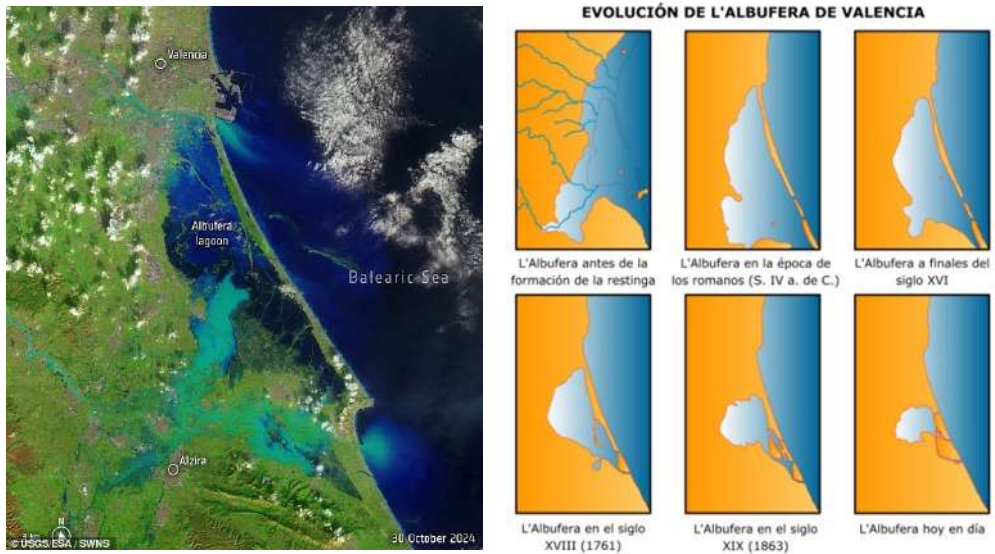 Valencia
Albufera
lagoon
Balearic Sea
Alzira
N
30 October 2024
© USGS/ESA / SWNS
EVOLUCIÓN DE L'ALBUFERA DE VALENCIA
L'Albufera antes de la
formación de la restinga
L'Albufera en la época de
los romanos (S. IV a. de C.)
L'Albufera a finales del
siglo XVI
L'Albufera en el siglo
XVIII (1761)
L'Albufera en el siglo
XIX (1863)
L'Albufera hoy en día